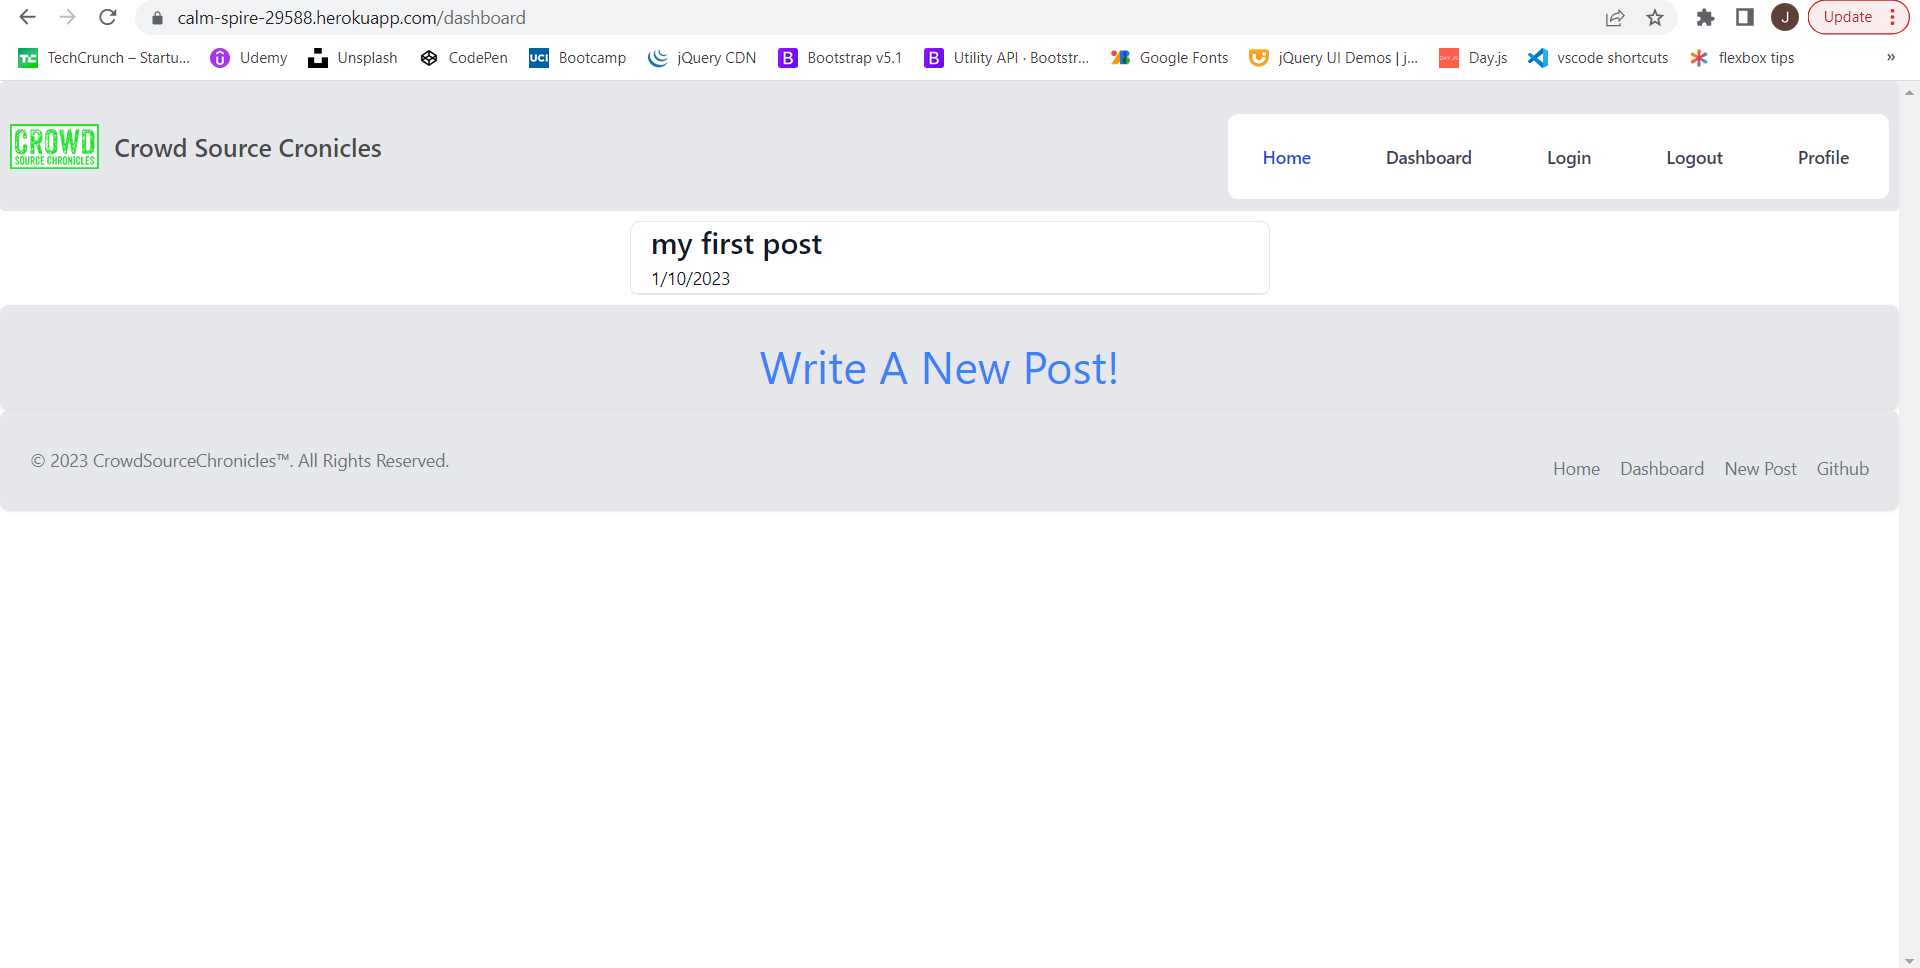 calm-spire-29588.herokuapp.com/dashboard
J
Update
TechCrunch – Startu...
Udemy
Unsplash
CodePen
UCI Bootcamp
jQuery CDN
B Bootstrap v5.1
B Utility API · Bootstr...
Google Fonts
jQuery UI Demos | j...
DAY.JS Day.js
vscode shortcuts
flexbox tips
»
CROWD
SOURCE CHRONICLES
Crowd Source Cronicles
Home
Dashboard
Login
Logout
Profile
my first post
1/10/2023
Write A New Post!
© 2023 CrowdSourceChronicles™. All Rights Reserved.
Home
Dashboard
New Post
Github